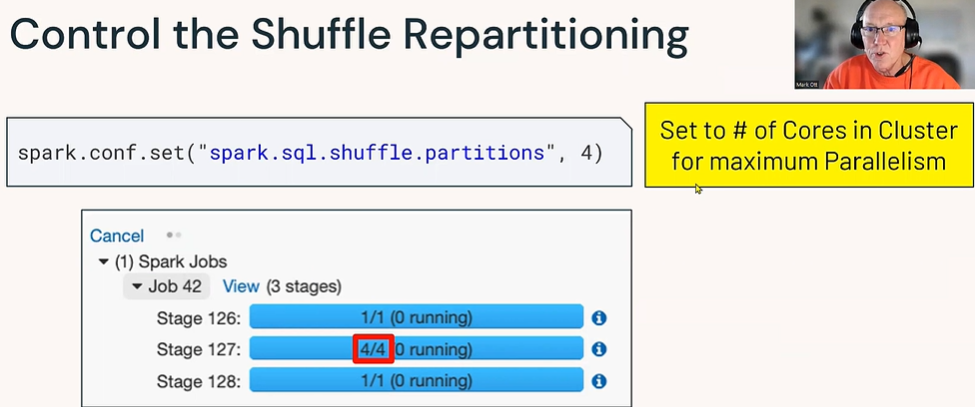 Control the Shuffle Repartitioning
Mark Ott
spark.conf.set("spark.sql.shuffle.partitions", 4)
Set to # of Cores in Cluster
for maximum Parallelism
Cancel
(1) Spark Jobs
Job 42 View (3 stages)
Stage 126: 1/1 (0 running)
Stage 127: 4/4 (0 running)
Stage 128: 1/1 (0 running)